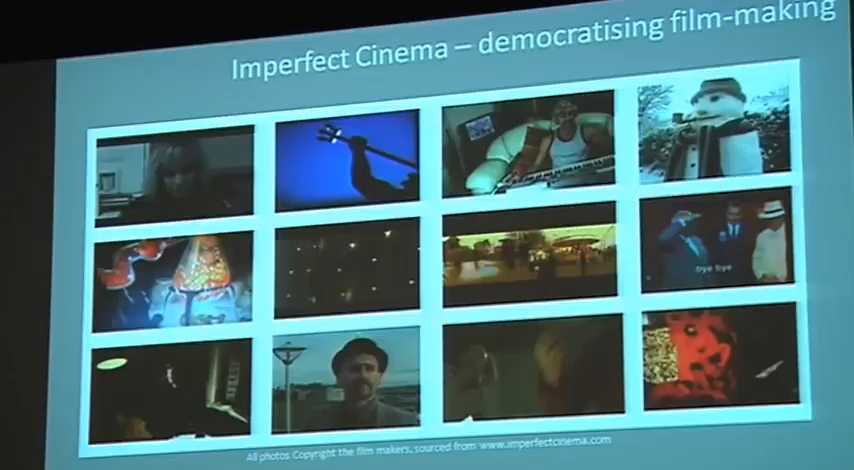 Imperfect Cinema – democratising film-making
bye bye
All photos Copyright the film makers, sourced from www.imperfectcinema.com